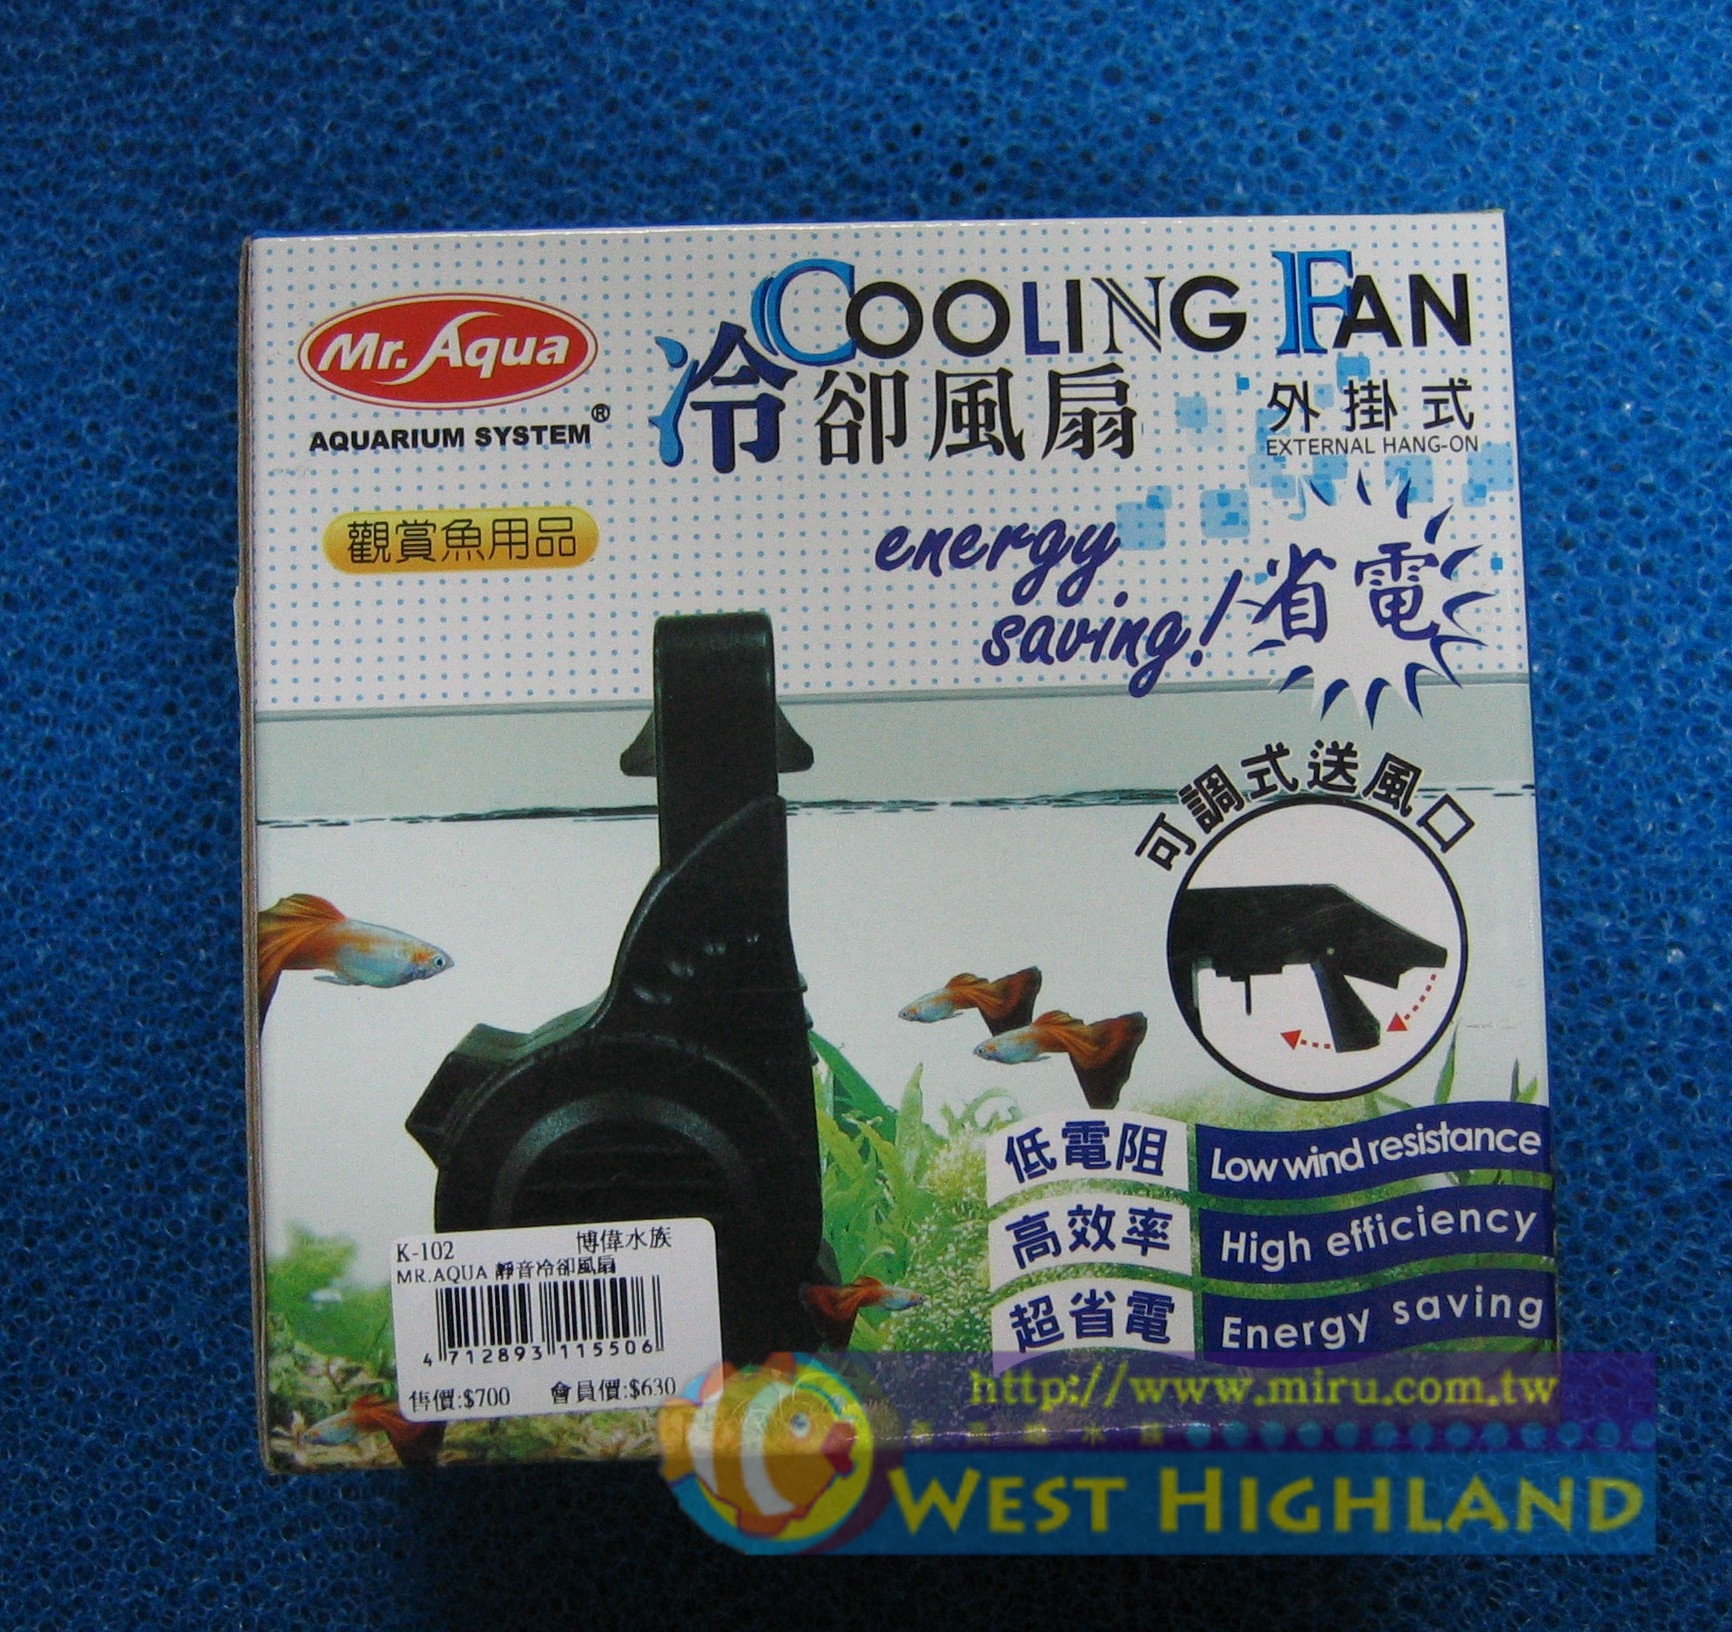 COOLING FAN
Mr. Aqua
AQUARIUM SYSTEM®
冷卻風扇
外掛式
EXTERNAL HANG-ON
觀賞魚用品
energy
saving!
省電
可調式送風口
低電阻 Low wind resistance
高效率 High efficiency
超省電 Energy saving
K-102 博偉水族
MR.AQUA 靜音冷卻風扇
4 712893 115506
售價:$700 會員價:$630
http://www.miru.com.tw
WEST HIGHLAND